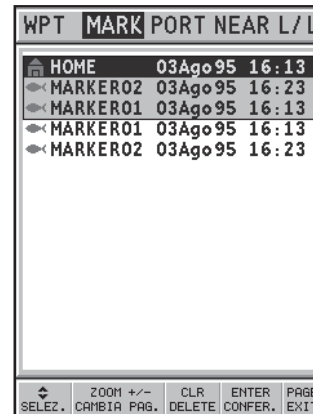 WPT MARK PORT NEAR L/L
HOME 03Ago95 16:13
MARKER02 03Ago95 16:23
MARKER01 03Ago95 16:13
MARKER01 03Ago95 16:13
MARKER02 03Ago95 16:23
ZOOM +/- CLR ENTER PAGE
SELEZ. CAMBIA PAG. DELETE CONFER. EXIT